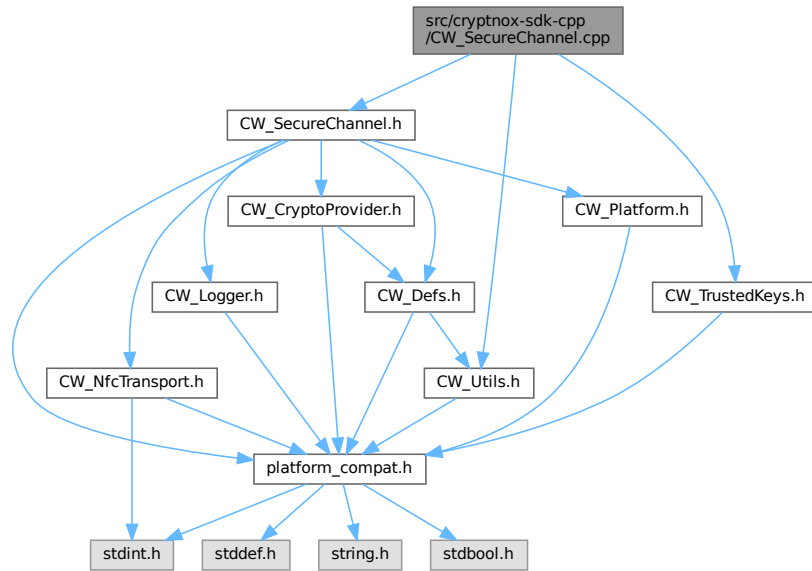 src/cryptnox-sdk-cpp
/CW_SecureChannel.cpp
CW_SecureChannel.h
CW_CryptoProvider.h
CW_Platform.h
CW_Logger.h
CW_Defs.h
CW_TrustedKeys.h
CW_NfcTransport.h
CW_Utils.h
platform_compat.h
stdint.h
stddef.h
string.h
stdbool.h